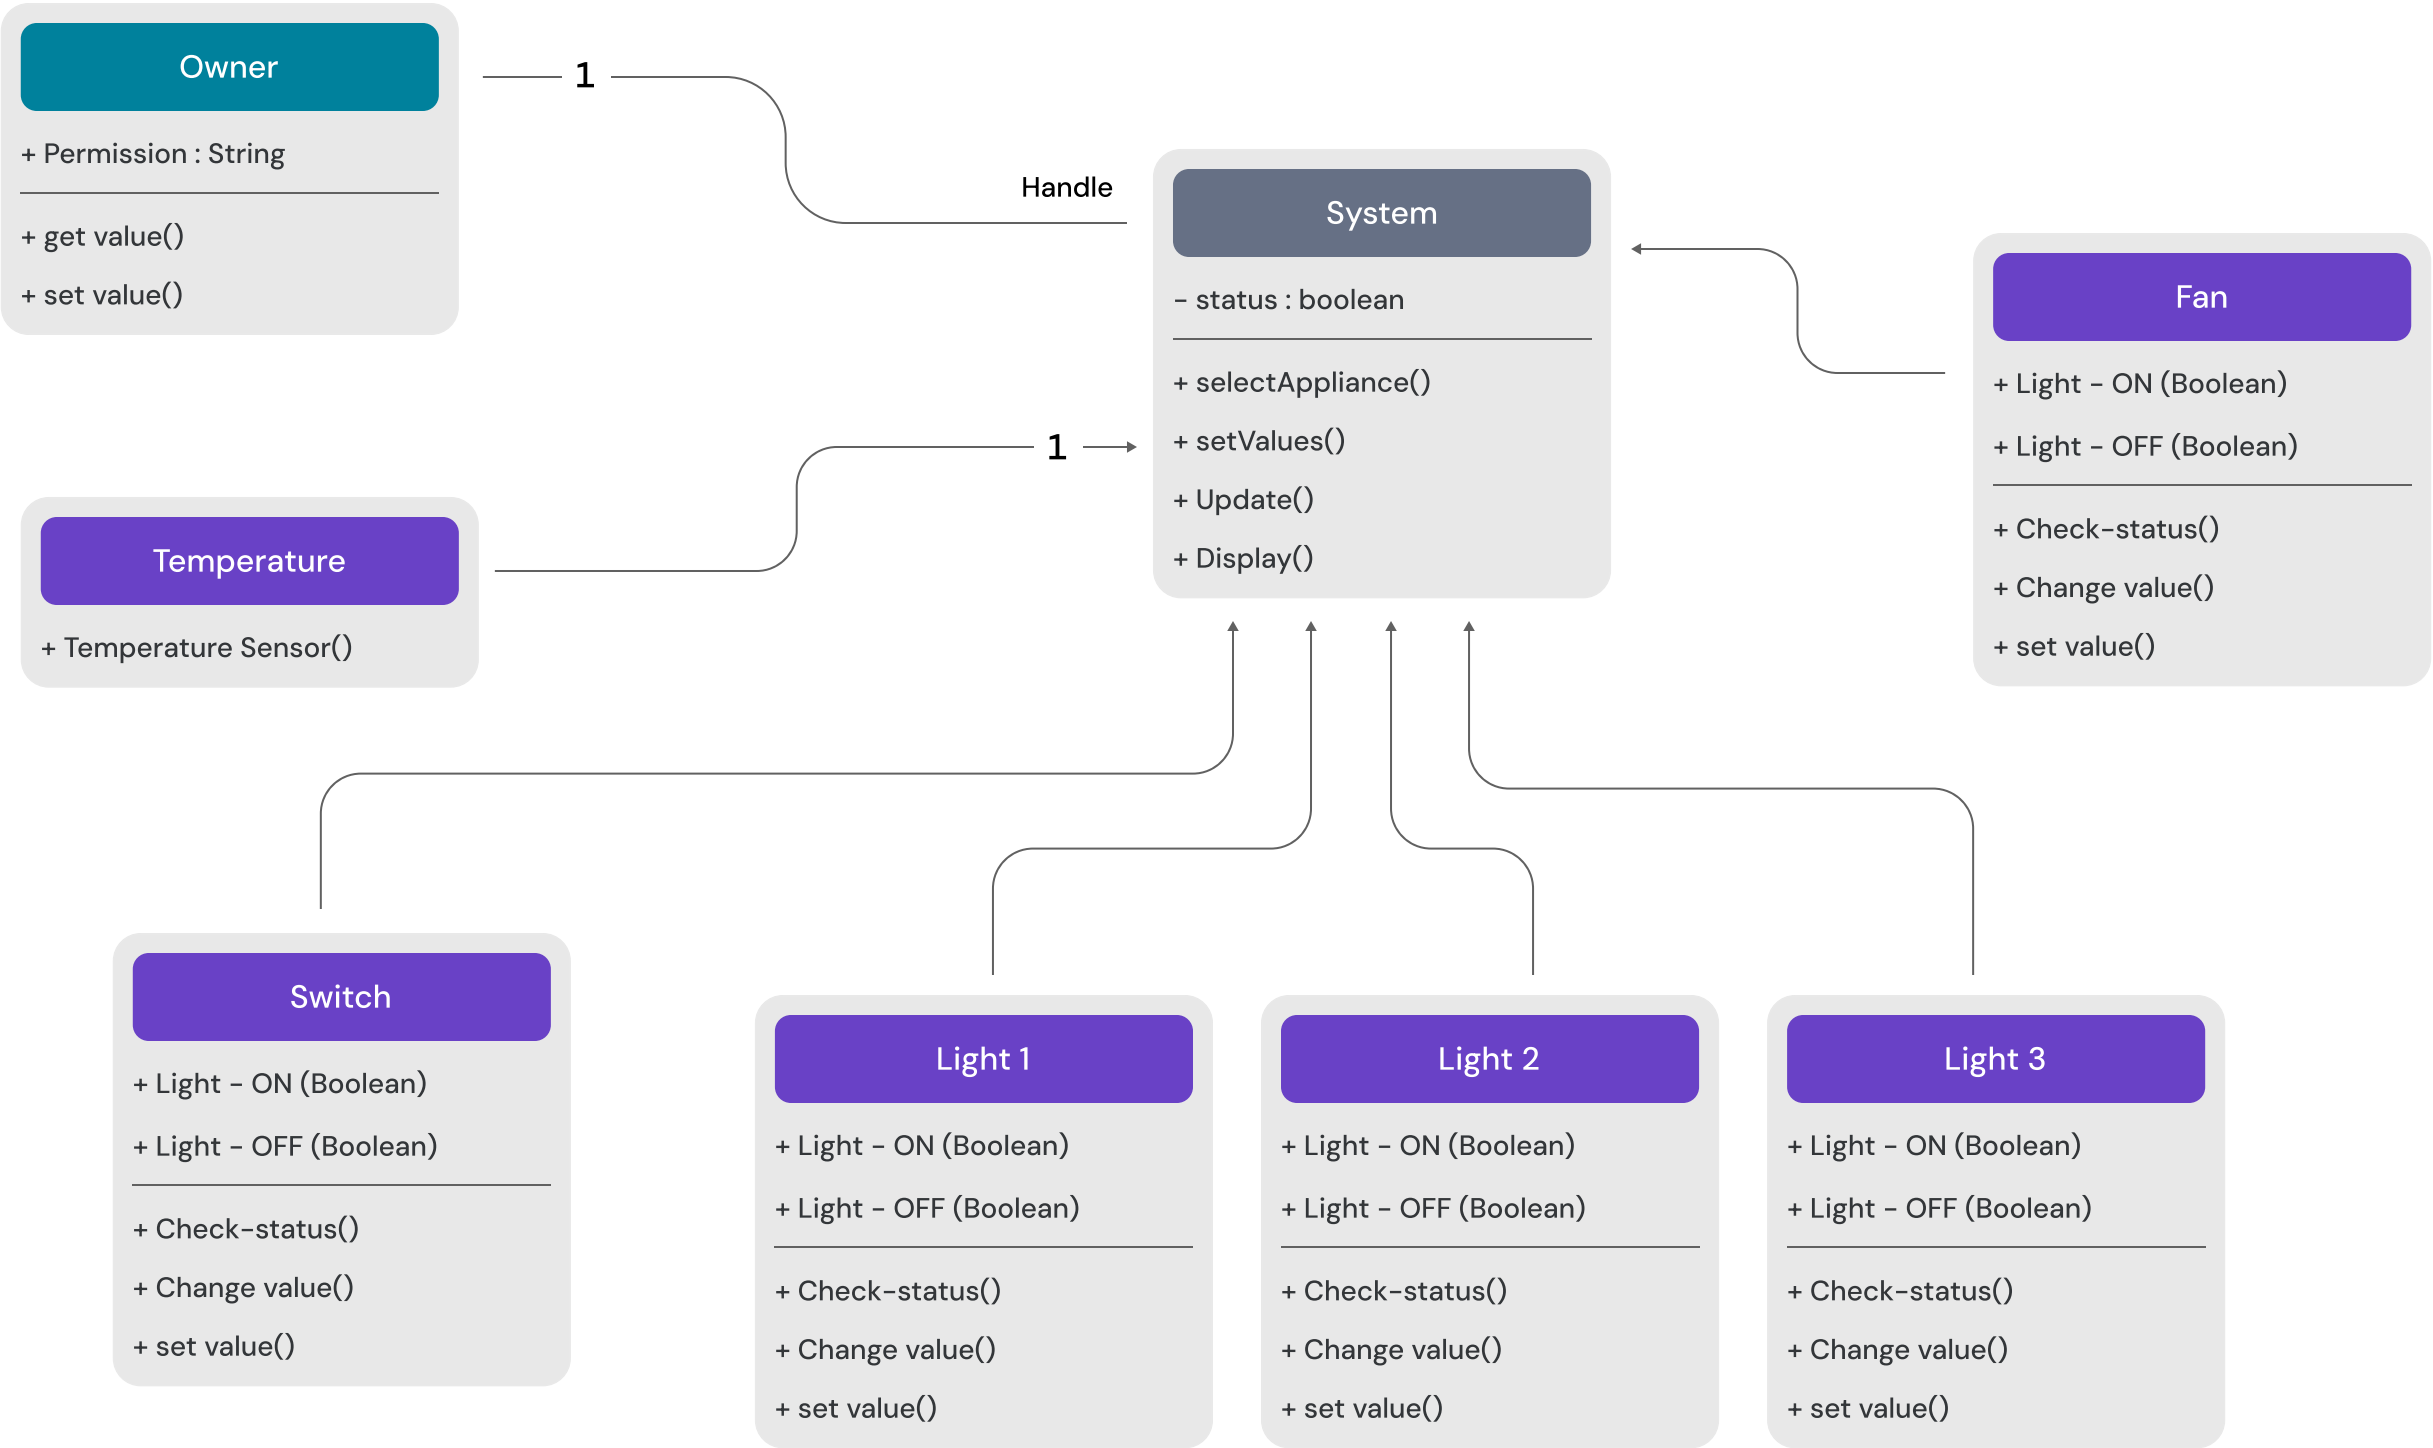 Owner
+ Permission : String
+ get value()
+ set value()
1
Handle
System
- status : boolean
+ selectAppliance()
+ setValues()
+ Update()
+ Display()
Fan
+ Light - ON (Boolean)
+ Light - OFF (Boolean)
+ Check-status()
+ Change value()
+ set value()
1
Temperature
+ Temperature Sensor()
Switch
+ Light - ON (Boolean)
+ Light - OFF (Boolean)
+ Check-status()
+ Change value()
+ set value()
Light 1
+ Light - ON (Boolean)
+ Light - OFF (Boolean)
+ Check-status()
+ Change value()
+ set value()
Light 2
+ Light - ON (Boolean)
+ Light - OFF (Boolean)
+ Check-status()
+ Change value()
+ set value()
Light 3
+ Light - ON (Boolean)
+ Light - OFF (Boolean)
+ Check-status()
+ Change value()
+ set value()